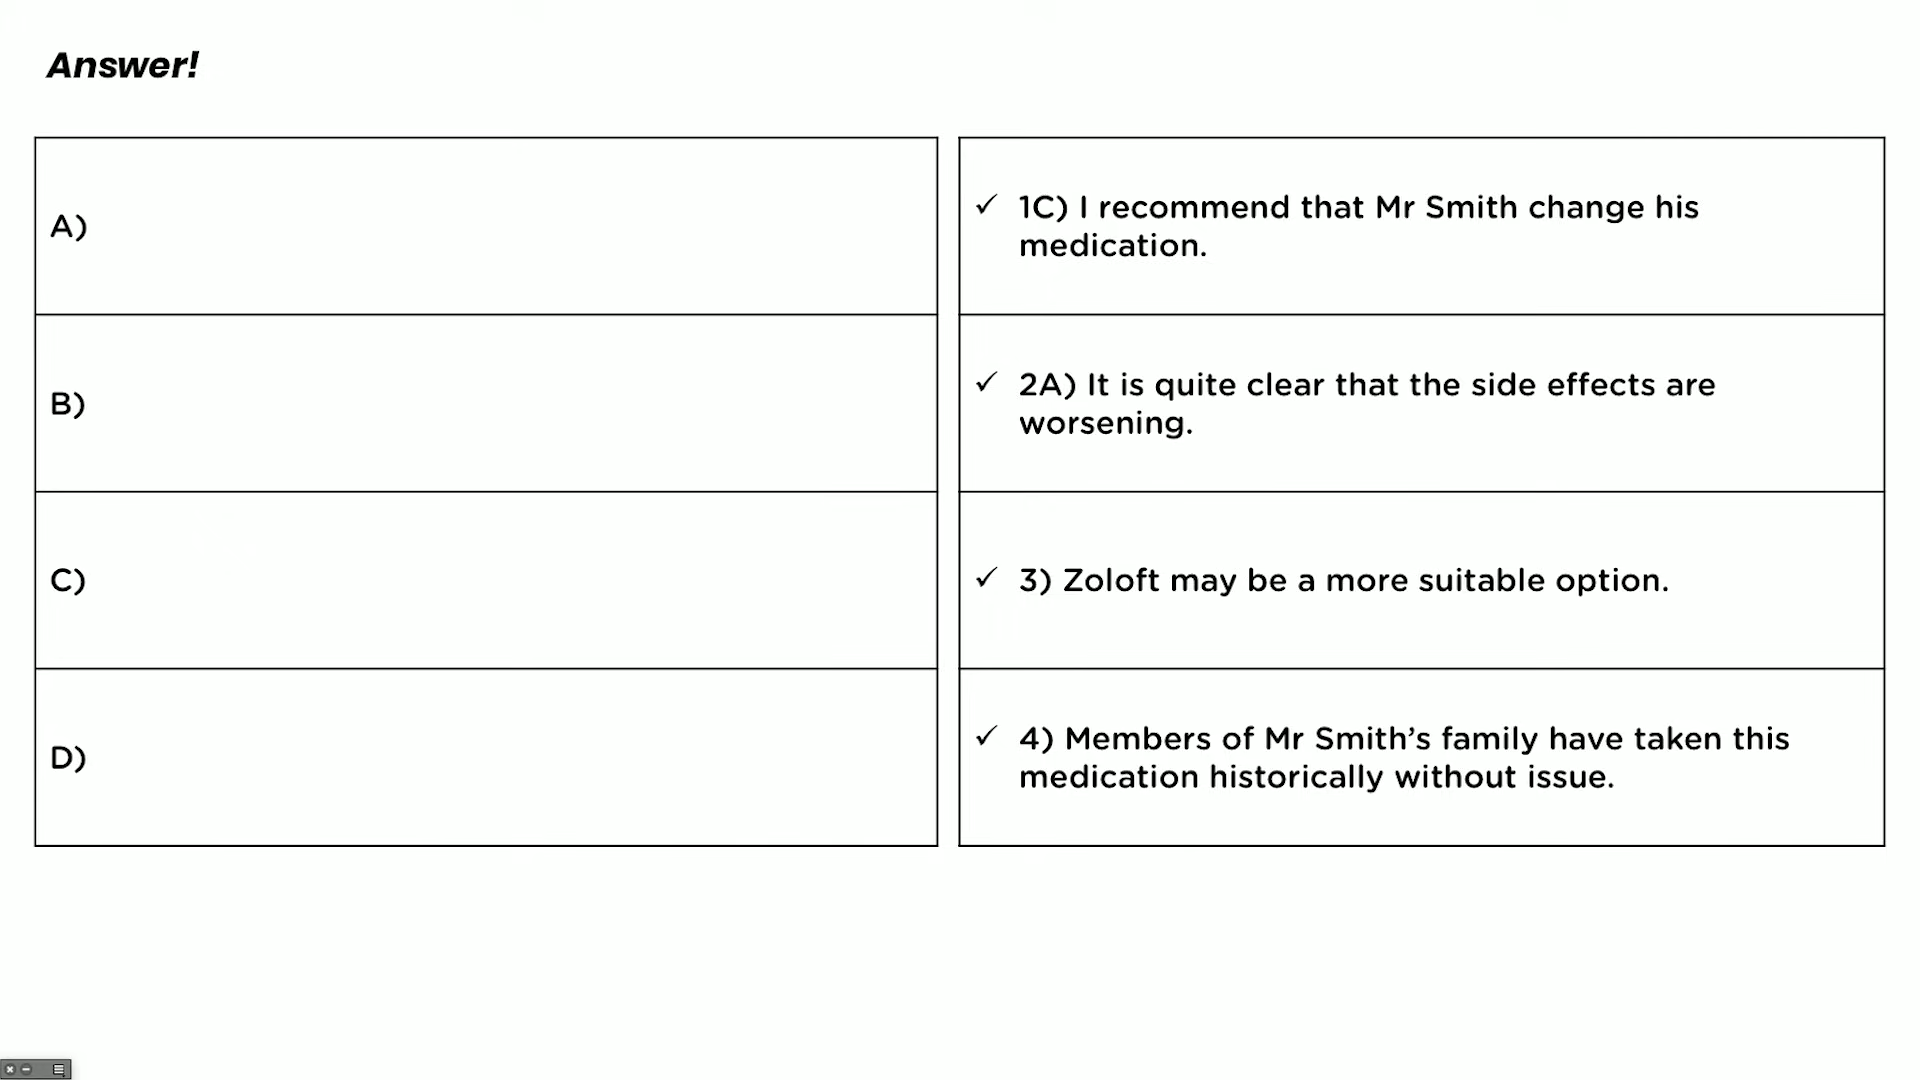 Answer!
A)
✓ 1C) I recommend that Mr Smith change his
medication.
B)
✓ 2A) It is quite clear that the side effects are
worsening.
C)
✓ 3) Zoloft may be a more suitable option.
D)
✓ 4) Members of Mr Smith’s family have taken this
medication historically without issue.